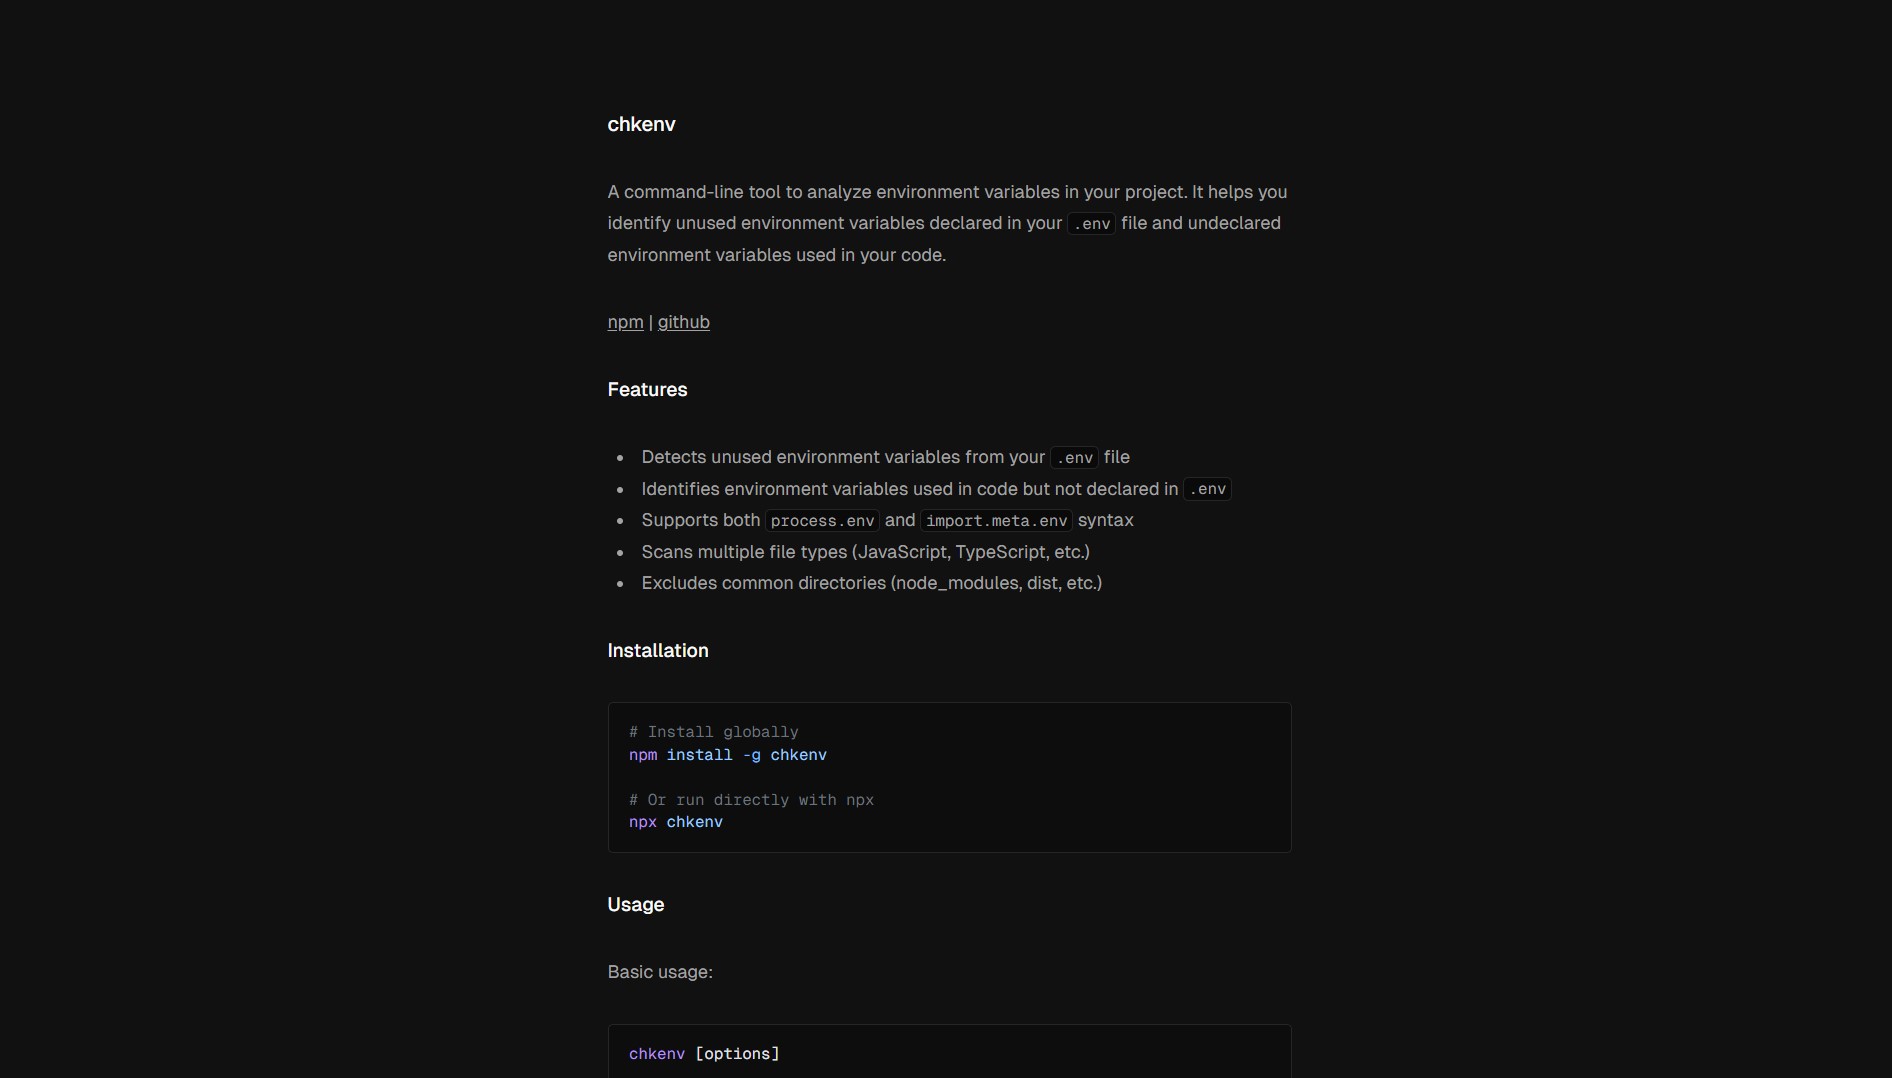 chkenv
A command-line tool to analyze environment variables in your project. It helps you
identify unused environment variables declared in your .env file and undeclared
environment variables used in your code.
npm | github
Features
Detects unused environment variables from your .env file
Identifies environment variables used in code but not declared in .env
Supports both process.env and import.meta.env syntax
Scans multiple file types (JavaScript, TypeScript, etc.)
Excludes common directories (node_modules, dist, etc.)
Installation
# Install globally
npm install -g chkenv
# Or run directly with npx
npx chkenv
Usage
Basic usage:
chkenv [options]